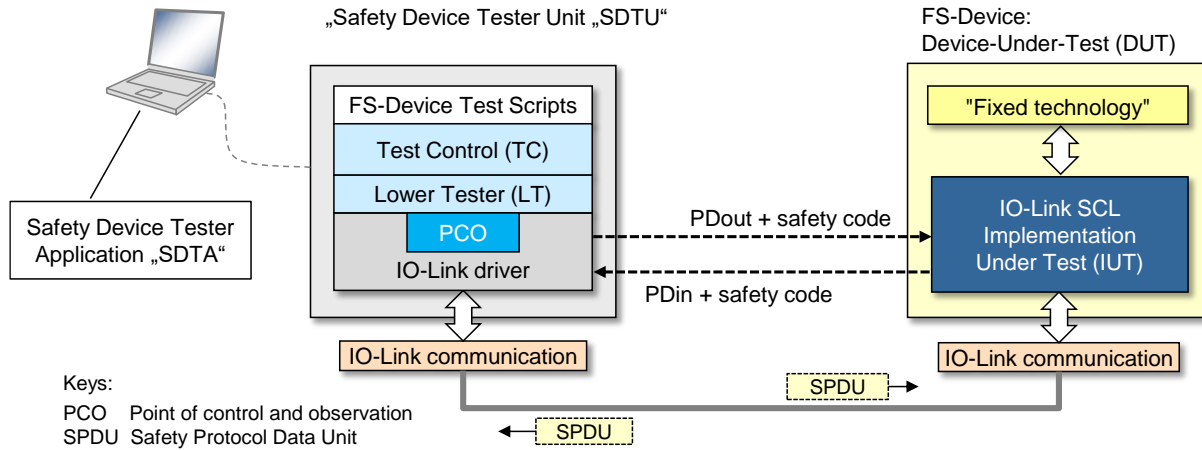 „Safety Device Tester Unit „SDTU“
FS-Device:
Device-Under-Test (DUT)
FS-Device Test Scripts
Test Control (TC)
Lower Tester (LT)
PCO
IO-Link driver
"Fixed technology"
IO-Link SCL
Implementation
Under Test (IUT)
PDout + safety code
PDin + safety code
Safety Device Tester
Application „SDTA“
IO-Link communication
IO-Link communication
SPDU
SPDU
Keys:
PCO Point of control and observation
SPDU Safety Protocol Data Unit